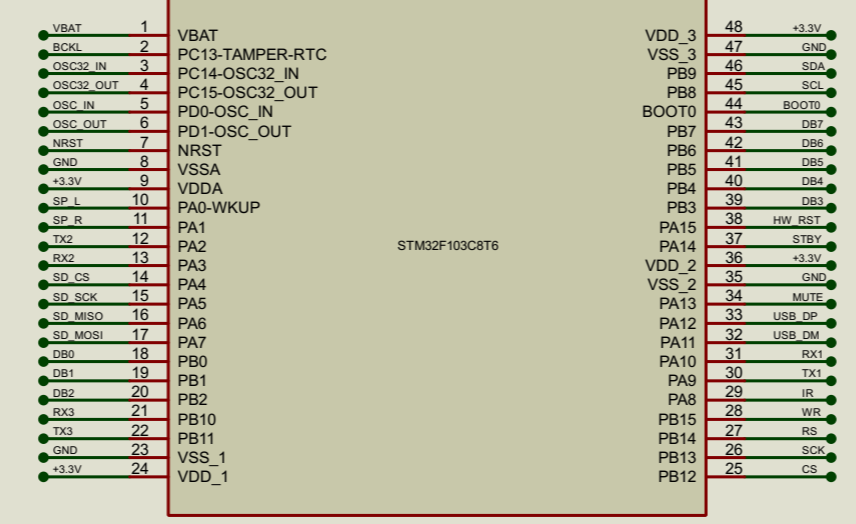 VBAT 1 VBAT VDD_3 48 +3.3V
BCKL 2 PC13-TAMPER-RTC VSS_3 47 GND
OSC32_IN 3 PC14-OSC32_IN PB9 46 SDA
OSC32_OUT 4 PC15-OSC32_OUT PB8 45 SCL
OSC_IN 5 PD0-OSC_IN BOOT0 44 BOOT0
OSC_OUT 6 PD1-OSC_OUT PB7 43 DB7
NRST 7 NRST PB6 42 DB6
GND 8 VSSA PB5 41 DB5
+3.3V 9 VDDA PB4 40 DB4
SP_L 10 PA0-WKUP PB3 39 DB3
SP_R 11 PA1 PA15 38 HW_RST
TX2 12 PA2 STM32F103C8T6 PA14 37 STBY
RX2 13 PA3 VDD_2 36 +3.3V
SD_CS 14 PA4 VSS_2 35 GND
SD_SCK 15 PA5 PA13 34 MUTE
SD_MISO 16 PA6 PA12 33 USB_DP
SD_MOSI 17 PA7 PA11 32 USB_DM
DB0 18 PB0 PA10 31 RX1
DB1 19 PB1 PA9 30 TX1
DB2 20 PB2 PA8 29 IR
RX3 21 PB10 PB15 28 WR
TX3 22 PB11 PB14 27 RS
GND 23 VSS_1 PB13 26 SCK
+3.3V 24 VDD_1 PB12 25 CS